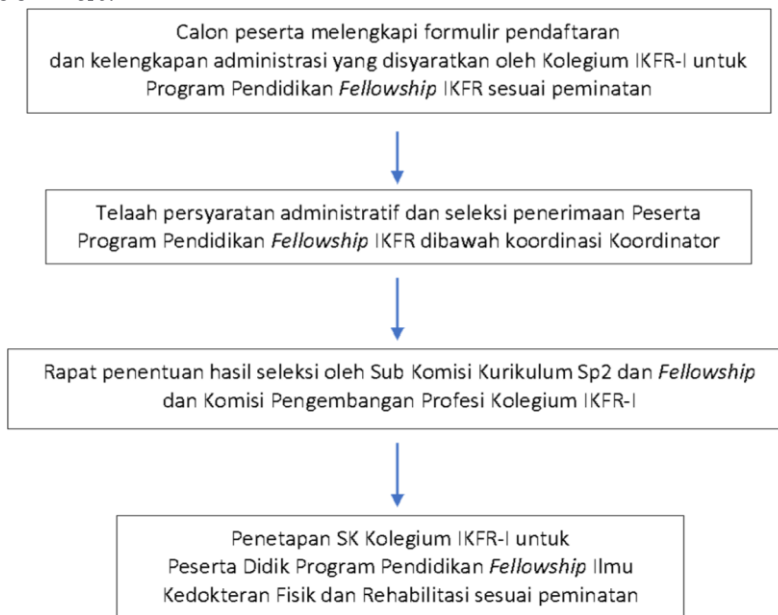 Calon peserta melengkapi formulir pendaftaran
dan kelengkapan administrasi yang disyaratkan oleh Kolegium IKFR-I untuk
Program Pendidikan Fellowship IKFR sesuai peminatan
Telaah persyaratan administratif dan seleksi penerimaan Peserta
Program Pendidikan Fellowship IKFR dibawah koordinasi Koordinator
Rapat penentuan hasil seleksi oleh Sub Komisi Kurikulum Sp2 dan Fellowship
dan Komisi Pengembangan Profesi Kolegium IKFR-I
Penetapan SK Kolegium IKFR-I untuk
Peserta Didik Program Pendidikan Fellowship Ilmu
Kedokteran Fisik dan Rehabilitasi sesuai peminatan